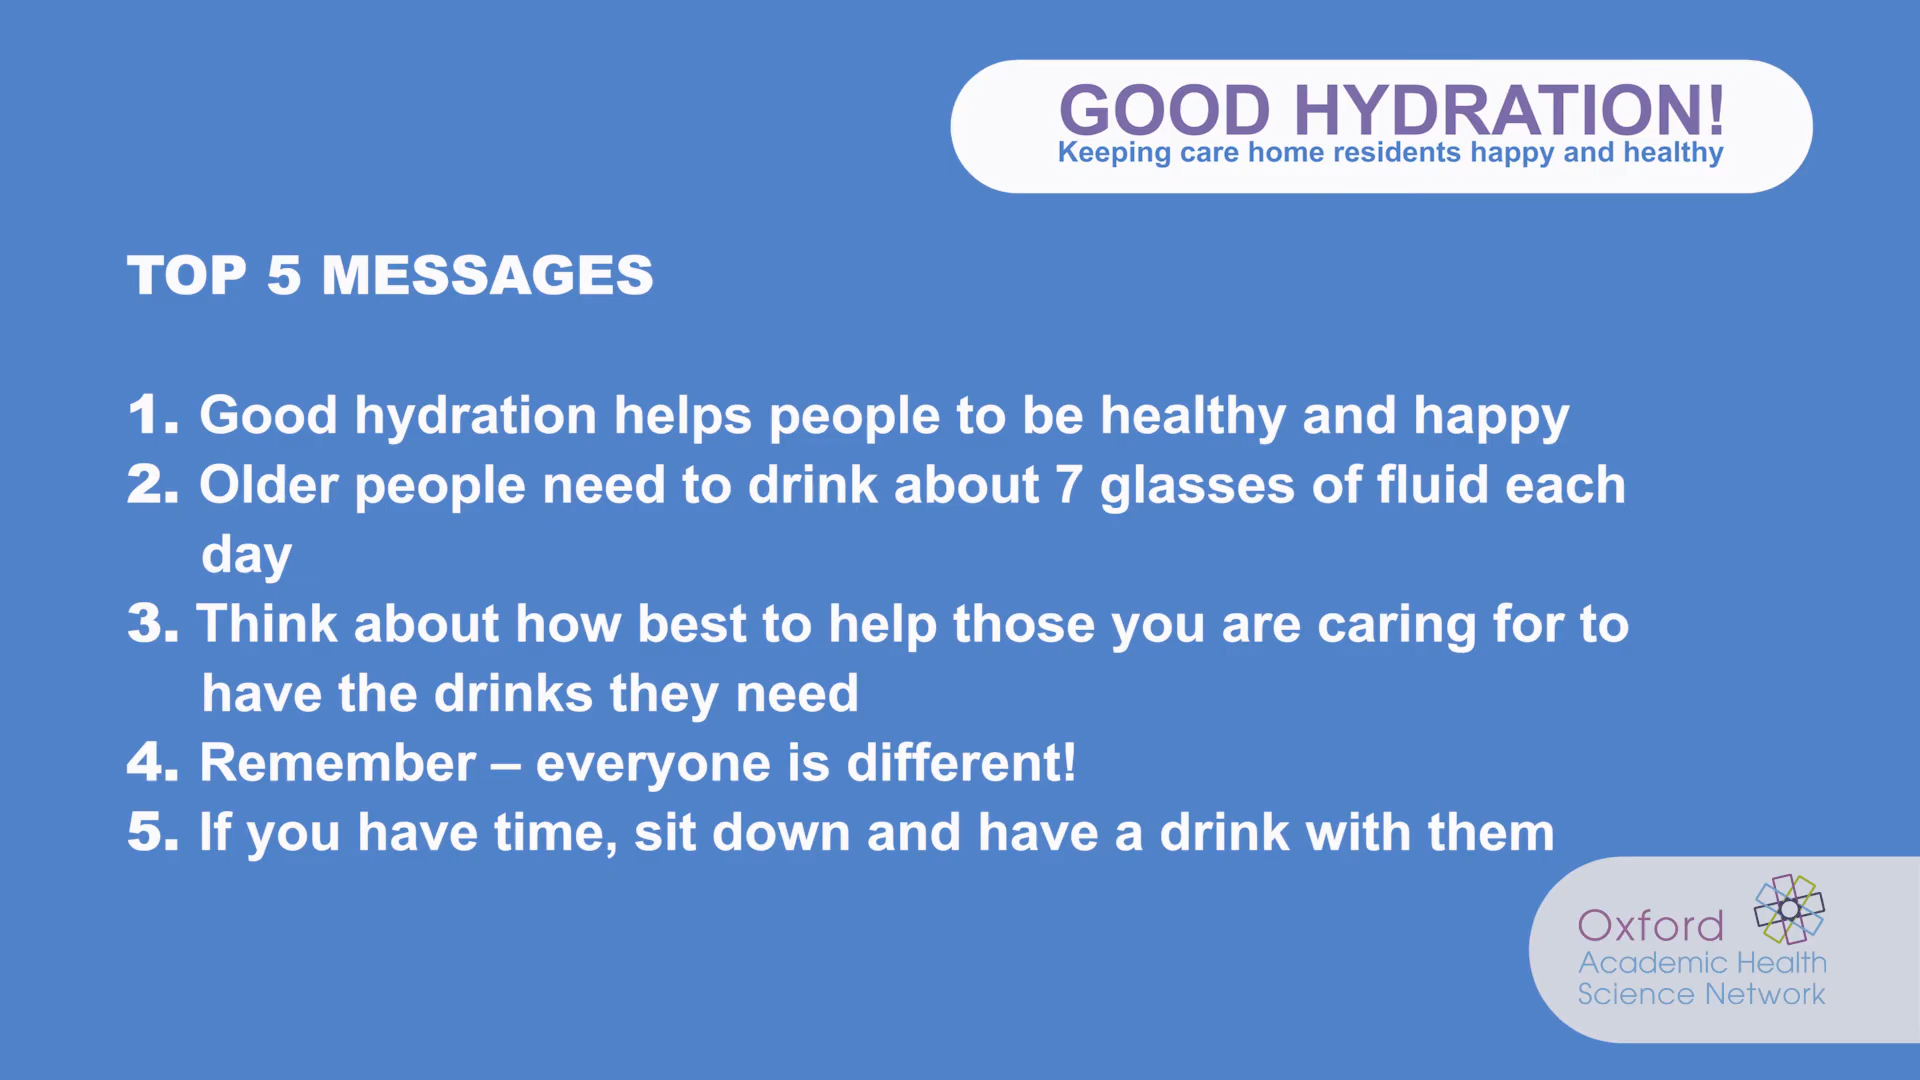 GOOD HYDRATION!
Keeping care home residents happy and healthy
TOP 5 MESSAGES
1. Good hydration helps people to be healthy and happy
2. Older people need to drink about 7 glasses of fluid each
day
3. Think about how best to help those you are caring for to
have the drinks they need
4. Remember – everyone is different!
5. If you have time, sit down and have a drink with them
Oxford
Academic Health
Science Network